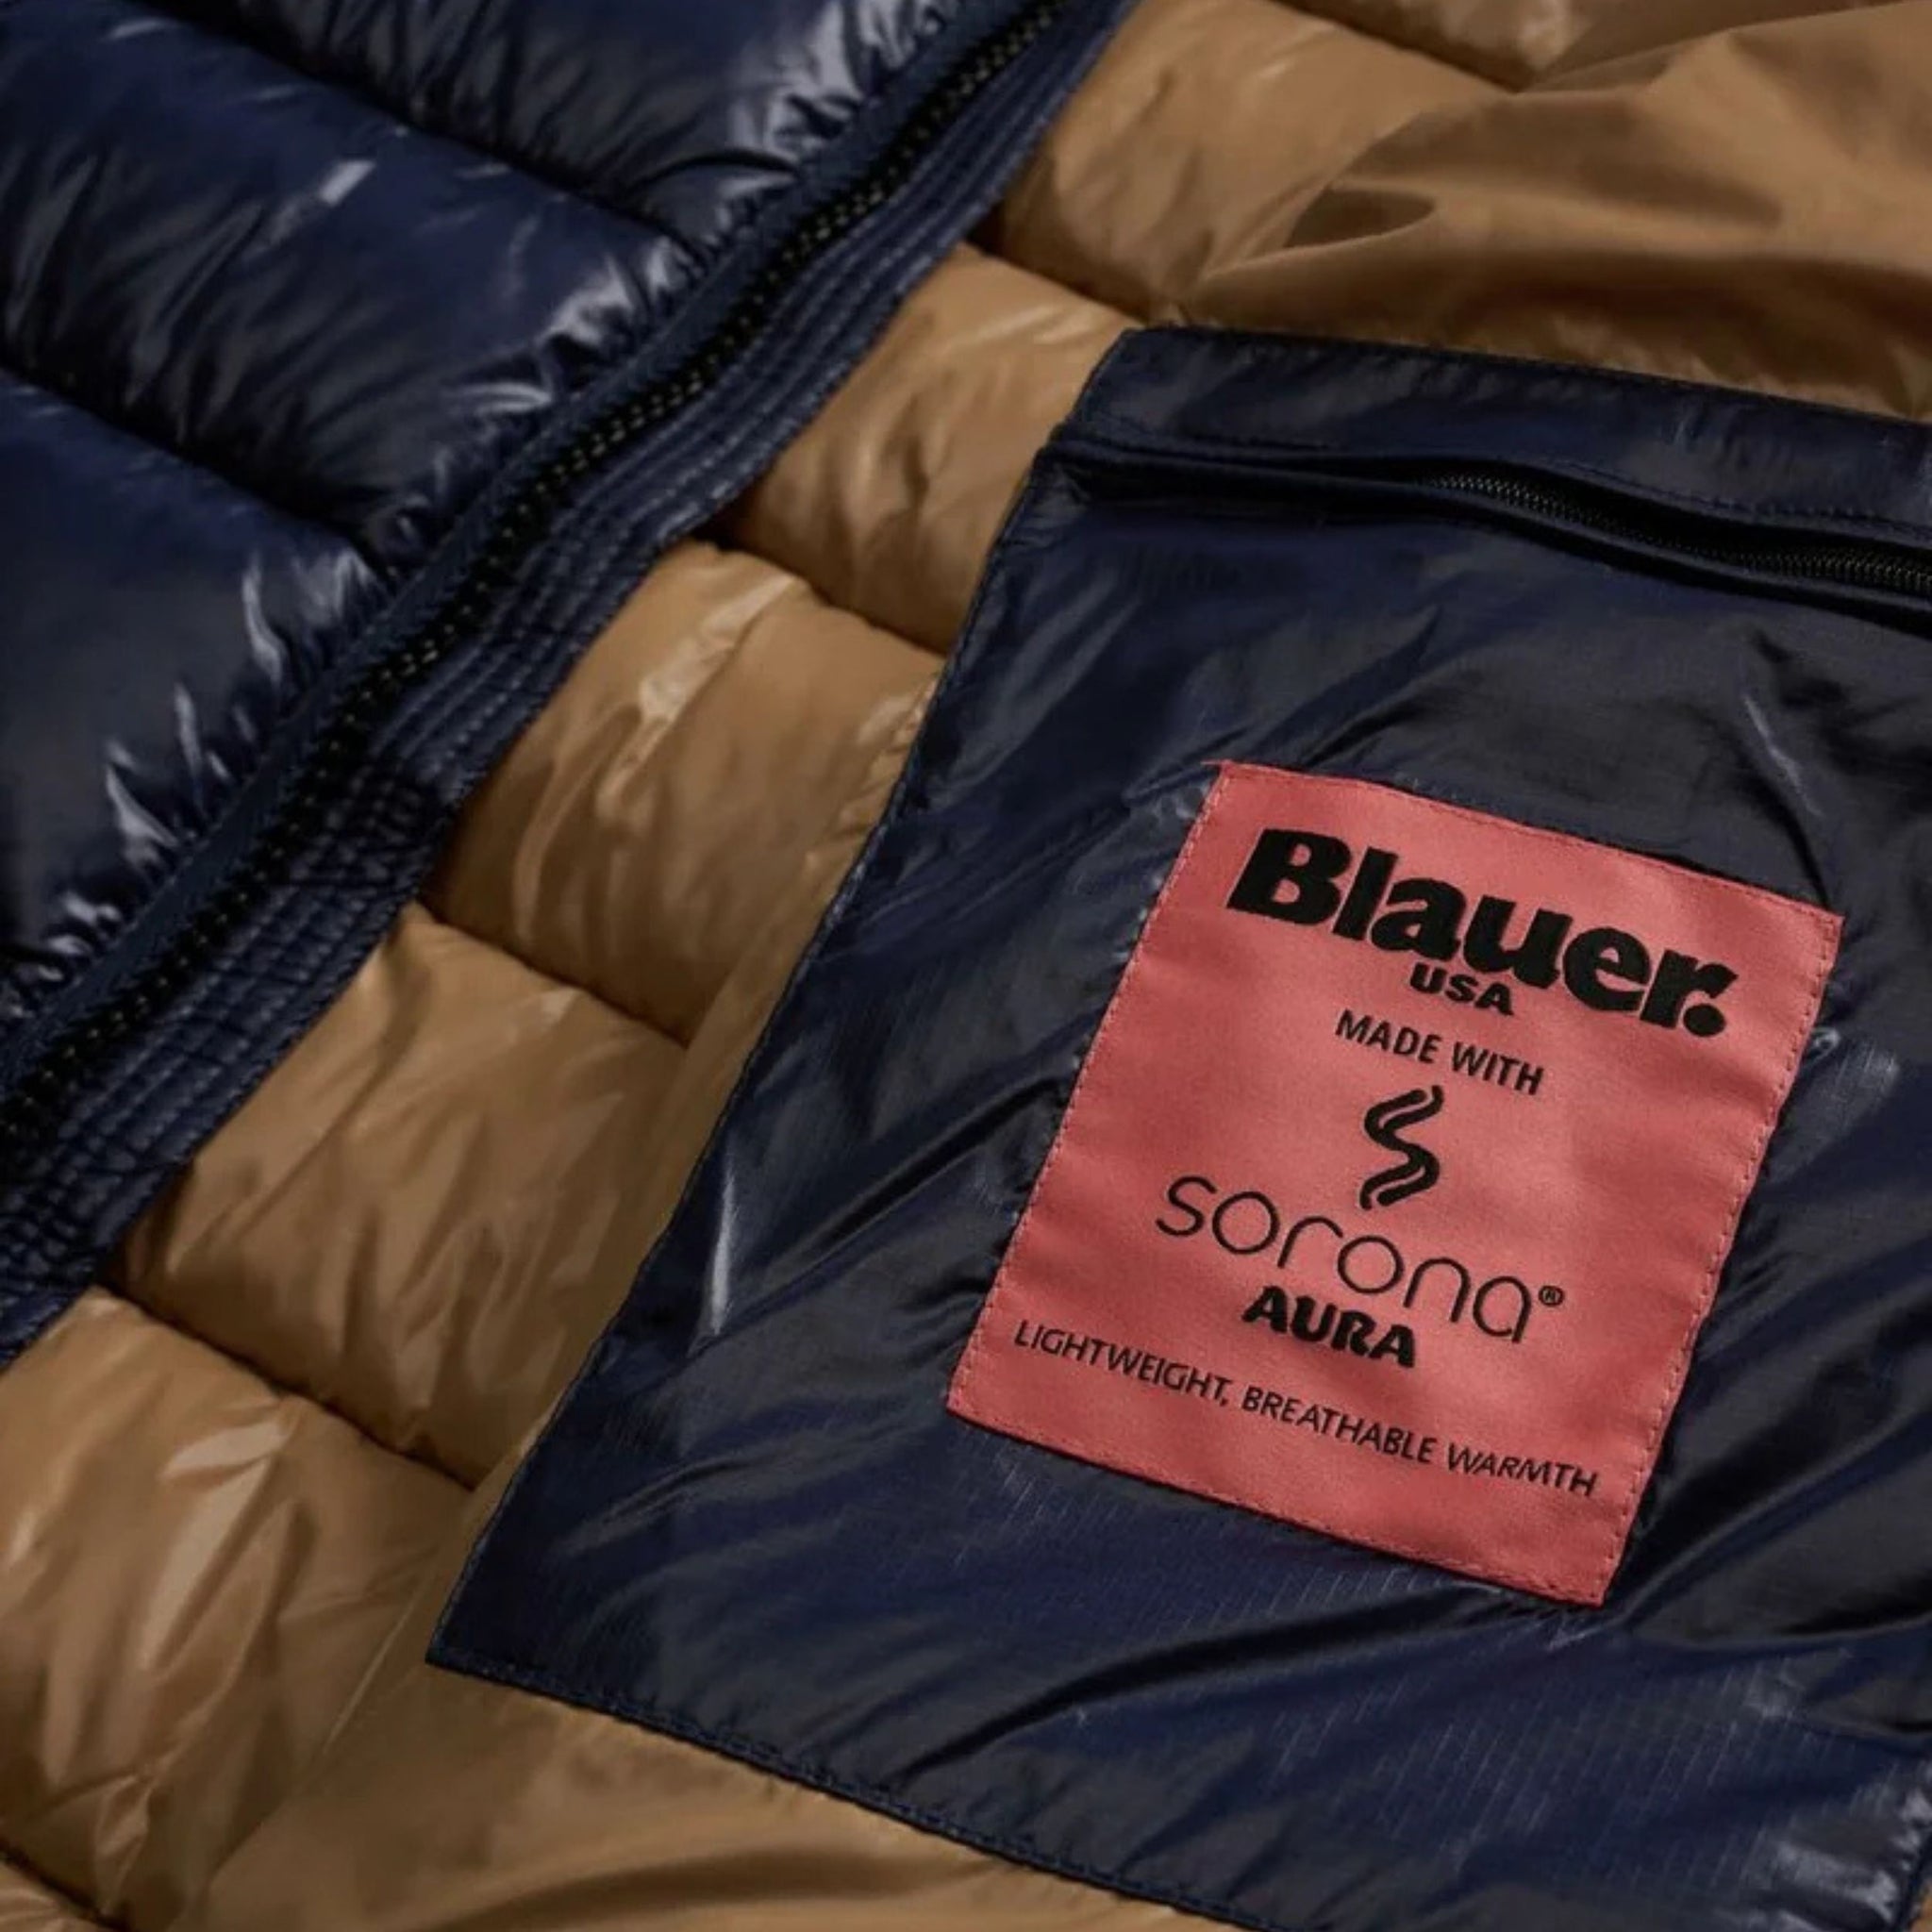 Blauer.
USA
MADE WITH
sorona®
AURA
LIGHTWEIGHT, BREATHABLE WARMTH